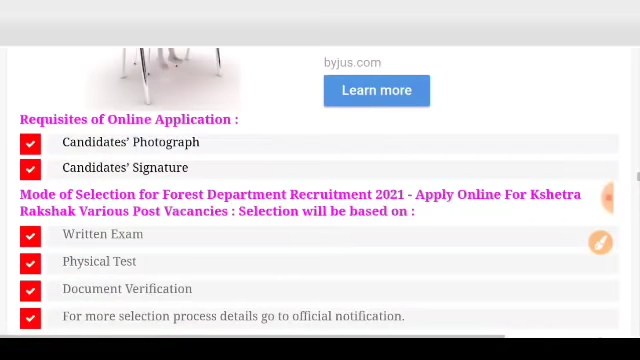 byjus.com
Learn more
Requisites of Online Application :
Candidates’ Photograph
Candidates’ Signature
Mode of Selection for Forest Department Recruitment 2021 - Apply Online For Kshetra
Rakshak Various Post Vacancies : Selection will be based on :
Written Exam
Physical Test
Document Verification
For more selection process details go to official notification.